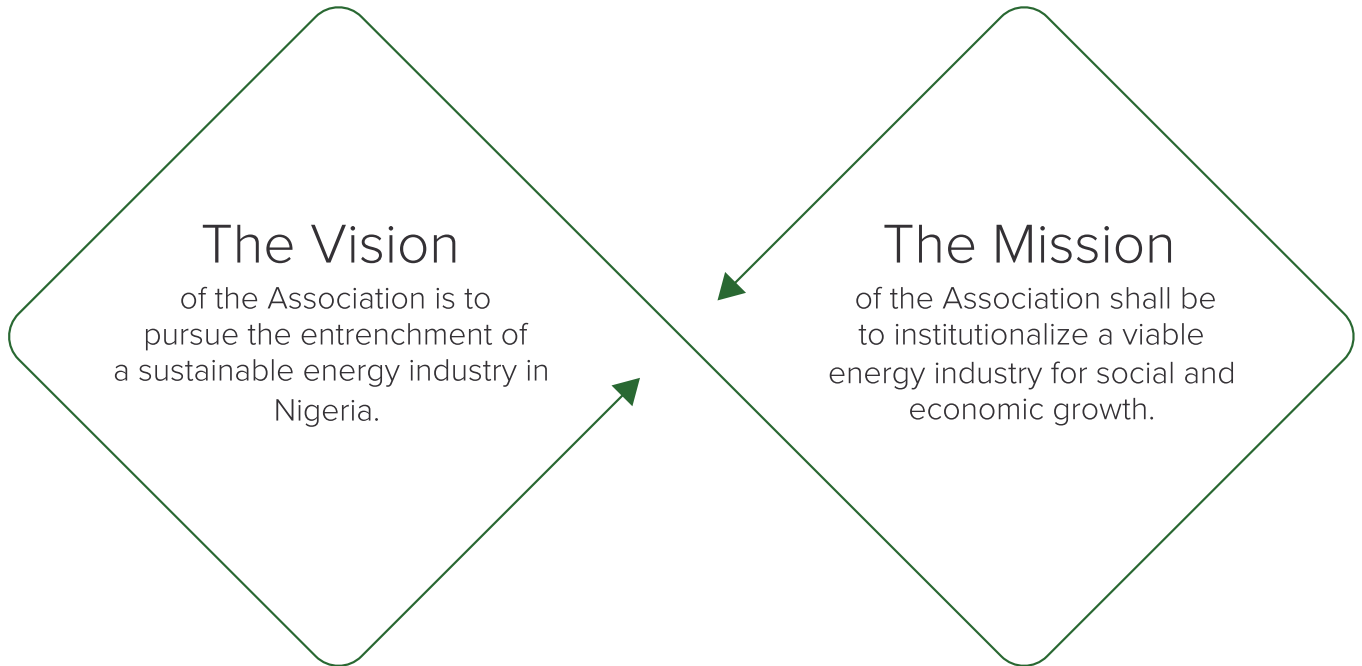 The Vision
of the Association is to
pursue the entrenchment of
a sustainable energy industry in
Nigeria.
The Mission
of the Association shall be
to institutionalize a viable
energy industry for social and
economic growth.